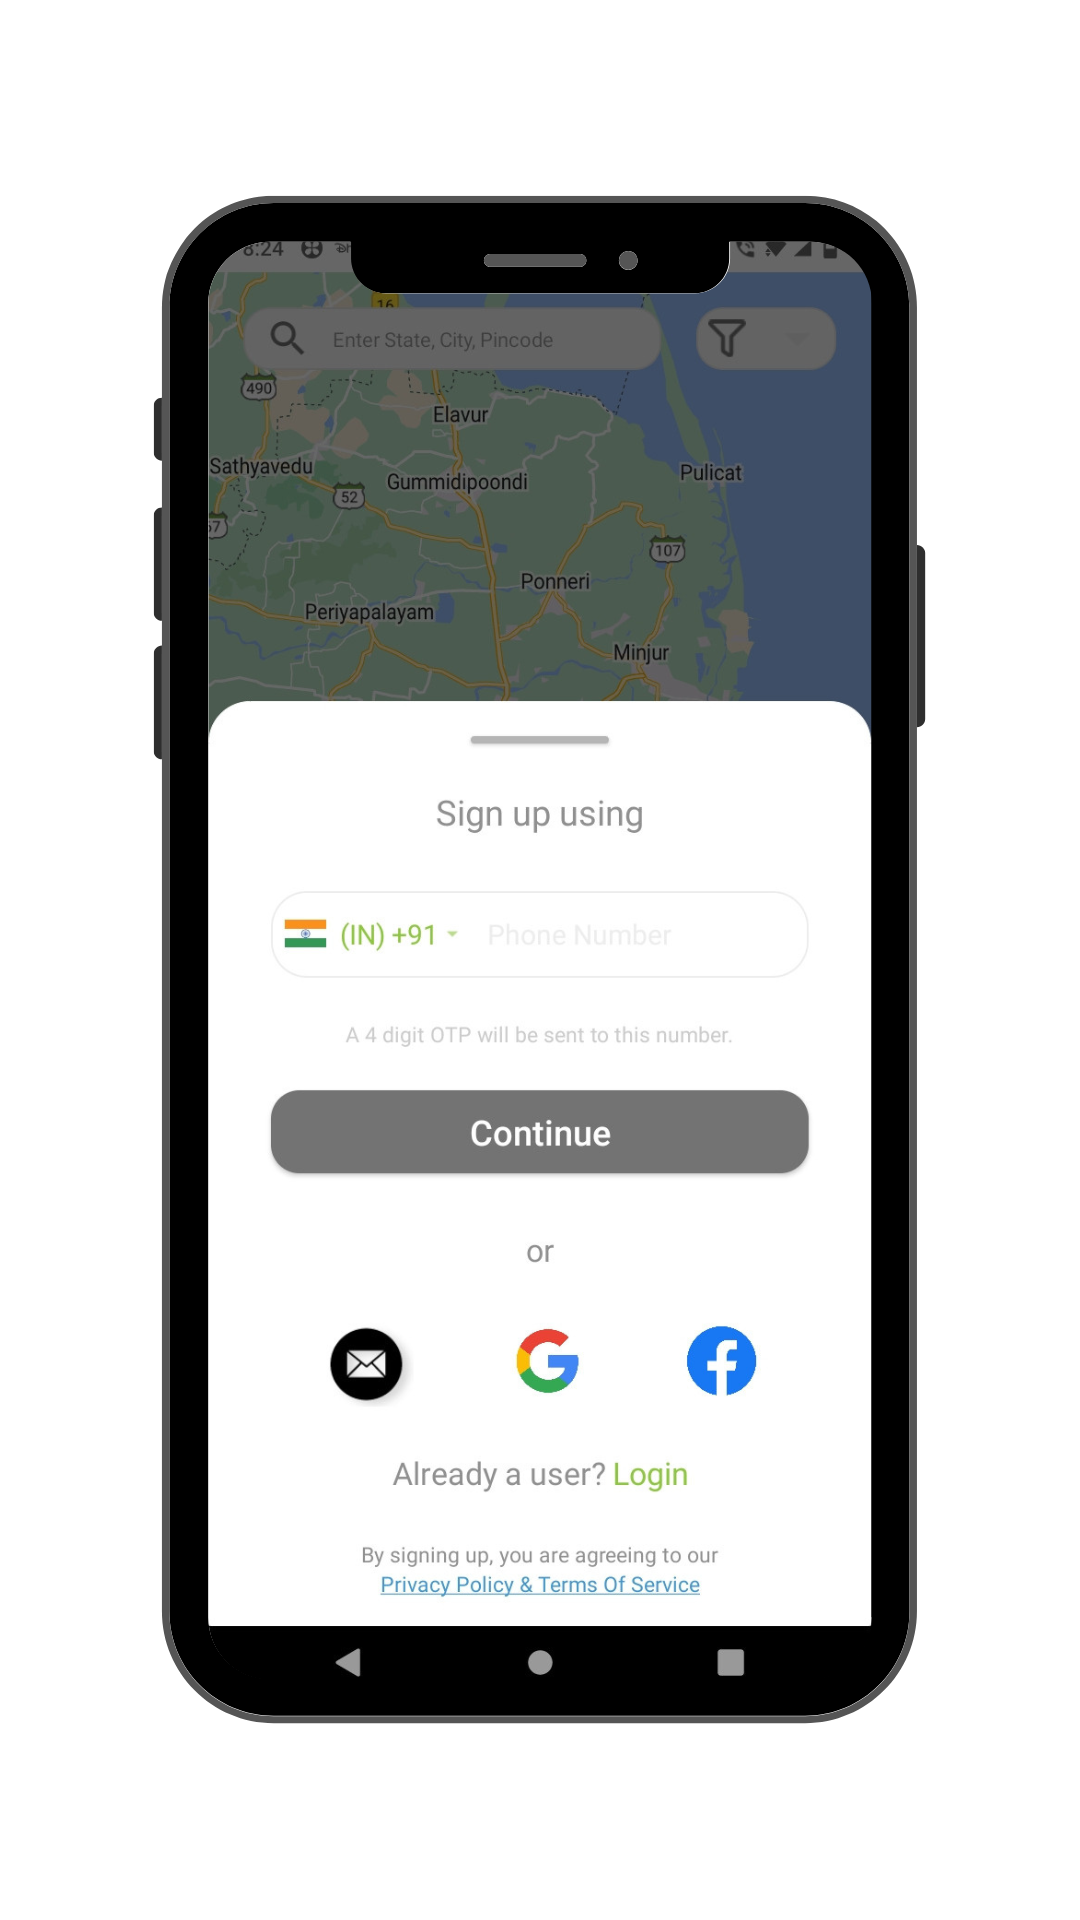 8:24
16
Enter State, City, Pincode
490
Elavur
Sathyavedu
Pulicat
Gummidipoondi
52
107
Ponneri
Periyapalayam
Minjur
Sign up using
(IN) +91 Phone Number
A 4 digit OTP will be sent to this number.
Continue
or
Already a user? Login
By signing up, you are agreeing to our
Privacy Policy & Terms Of Service